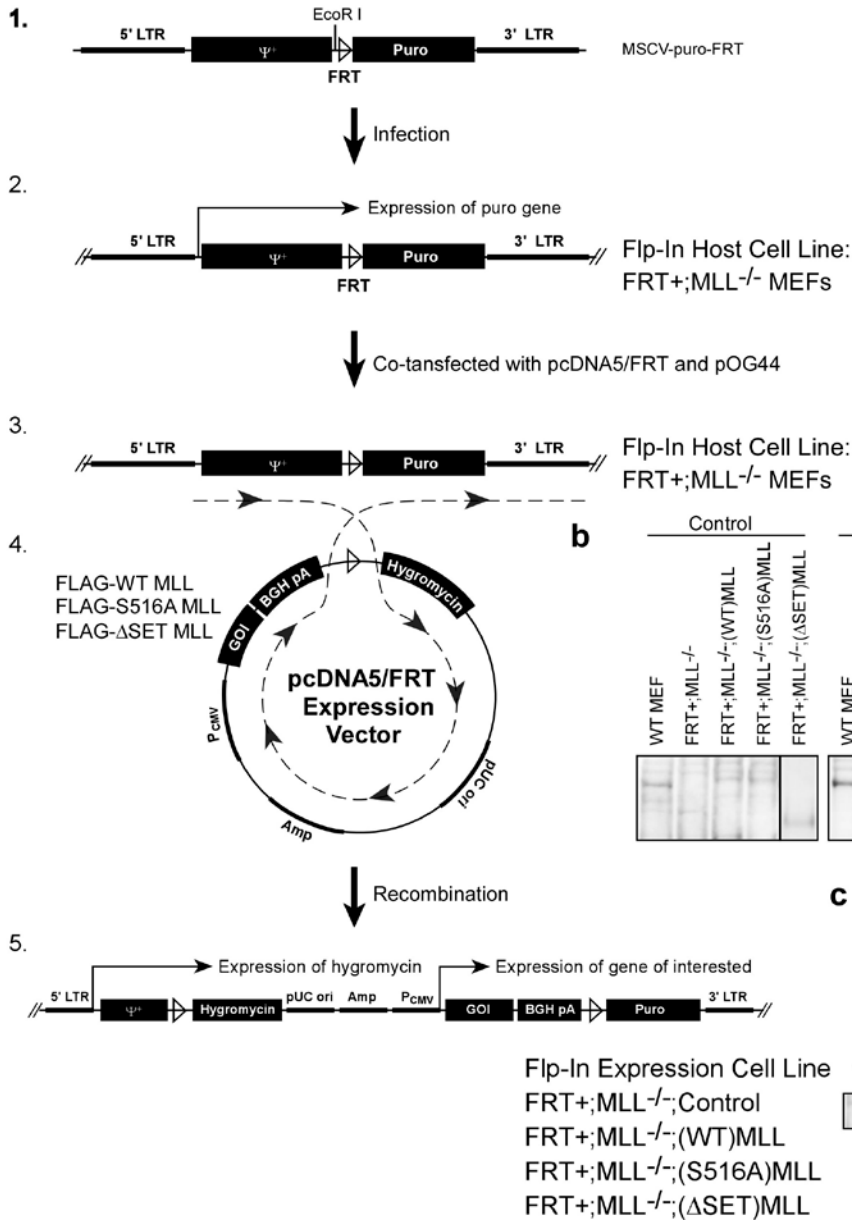 1.
EcoR I
5' LTR
Ψ+
Puro
3' LTR
MSCV-puro-FRT
FRT
Infection
2.
Expression of puro gene
5' LTR
Ψ+
Puro
3' LTR
FRT
Flp-In Host Cell Line:
FRT+;MLL-/- MEFs
Co-tansfected with pcDNA5/FRT and pOG44
3.
5' LTR
Ψ+
Puro
3' LTR
Flp-In Host Cell Line:
FRT+;MLL-/- MEFs
4.
FLAG-WT MLL
FLAG-S516A MLL
FLAG-ΔSET MLL
GOI
BGH pA
Hygromycin
pcDNA5/FRT
Expression
Vector
PCMV
Amp
pUC ori
b
Control
WT MEF
FRT+;MLL-/-
FRT+;MLL-/-;(WT)MLL
FRT+;MLL-/-;(S516A)MLL
FRT+;MLL-/-;(ΔSET)MLL
WT MEF
Recombination
c
5.
Expression of hygromycin
Expression of gene of interested
5' LTR
Ψ+
Hygromycin
pUC ori
Amp
PCMV
GOI
BGH pA
Puro
3' LTR
Flp-In Expression Cell Line
FRT+;MLL-/-;Control
FRT+;MLL-/-;(WT)MLL
FRT+;MLL-/-;(S516A)MLL
FRT+;MLL-/-;(ΔSET)MLL